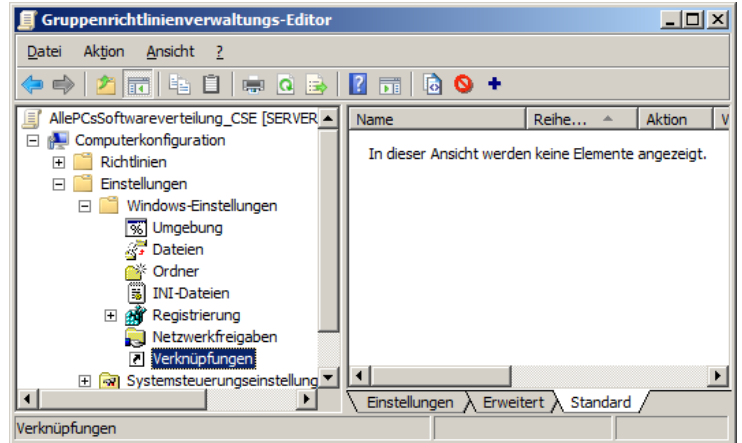 Gruppenrichtlinienverwaltungs-Editor
Datei Aktion Ansicht ?
AllePCsSoftwareverteilung_CSE [SERVER
Computerkonfiguration
Richtlinien
Einstellungen
Windows-Einstellungen
Umgebung
Dateien
Ordner
INI-Dateien
Registrierung
Netzwerkfreigaben
Verknüpfungen
Systemsteuerungseinstellung
Name Reihe... Aktion W
In dieser Ansicht werden keine Elemente angezeigt.
Einstellungen Erweitert Standard
Verknüpfungen